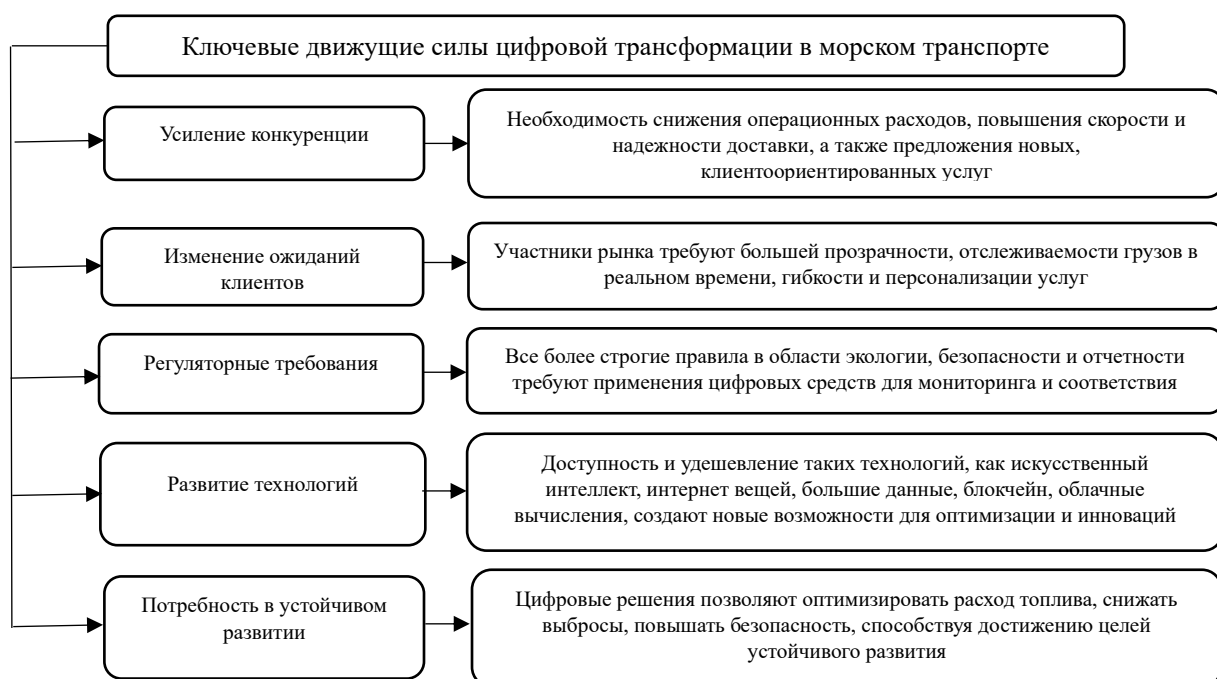 Ключевые движущие силы цифровой трансформации в морском транспорте
Усиление конкуренции
Необходимость снижения операционных расходов, повышения скорости и
надежности доставки, а также предложения новых,
клиентоориентированных услуг
Изменение ожиданий
клиентов
Участники рынка требуют большей прозрачности, отслеживаемости грузов в
реальном времени, гибкости и персонализации услуг
Регуляторные требования
Все более строгие правила в области экологии, безопасности и отчетности
требуют применения цифровых средств для мониторинга и соответствия
Развитие технологий
Доступность и удешевление таких технологий, как искусственный
интеллект, интернет вещей, большие данные, блокчейн, облачные
вычисления, создают новые возможности для оптимизации и инноваций
Потребность в устойчивом
развитии
Цифровые решения позволяют оптимизировать расход топлива, снижать
выбросы, повышать безопасность, способствуя достижению целей
устойчивого развития